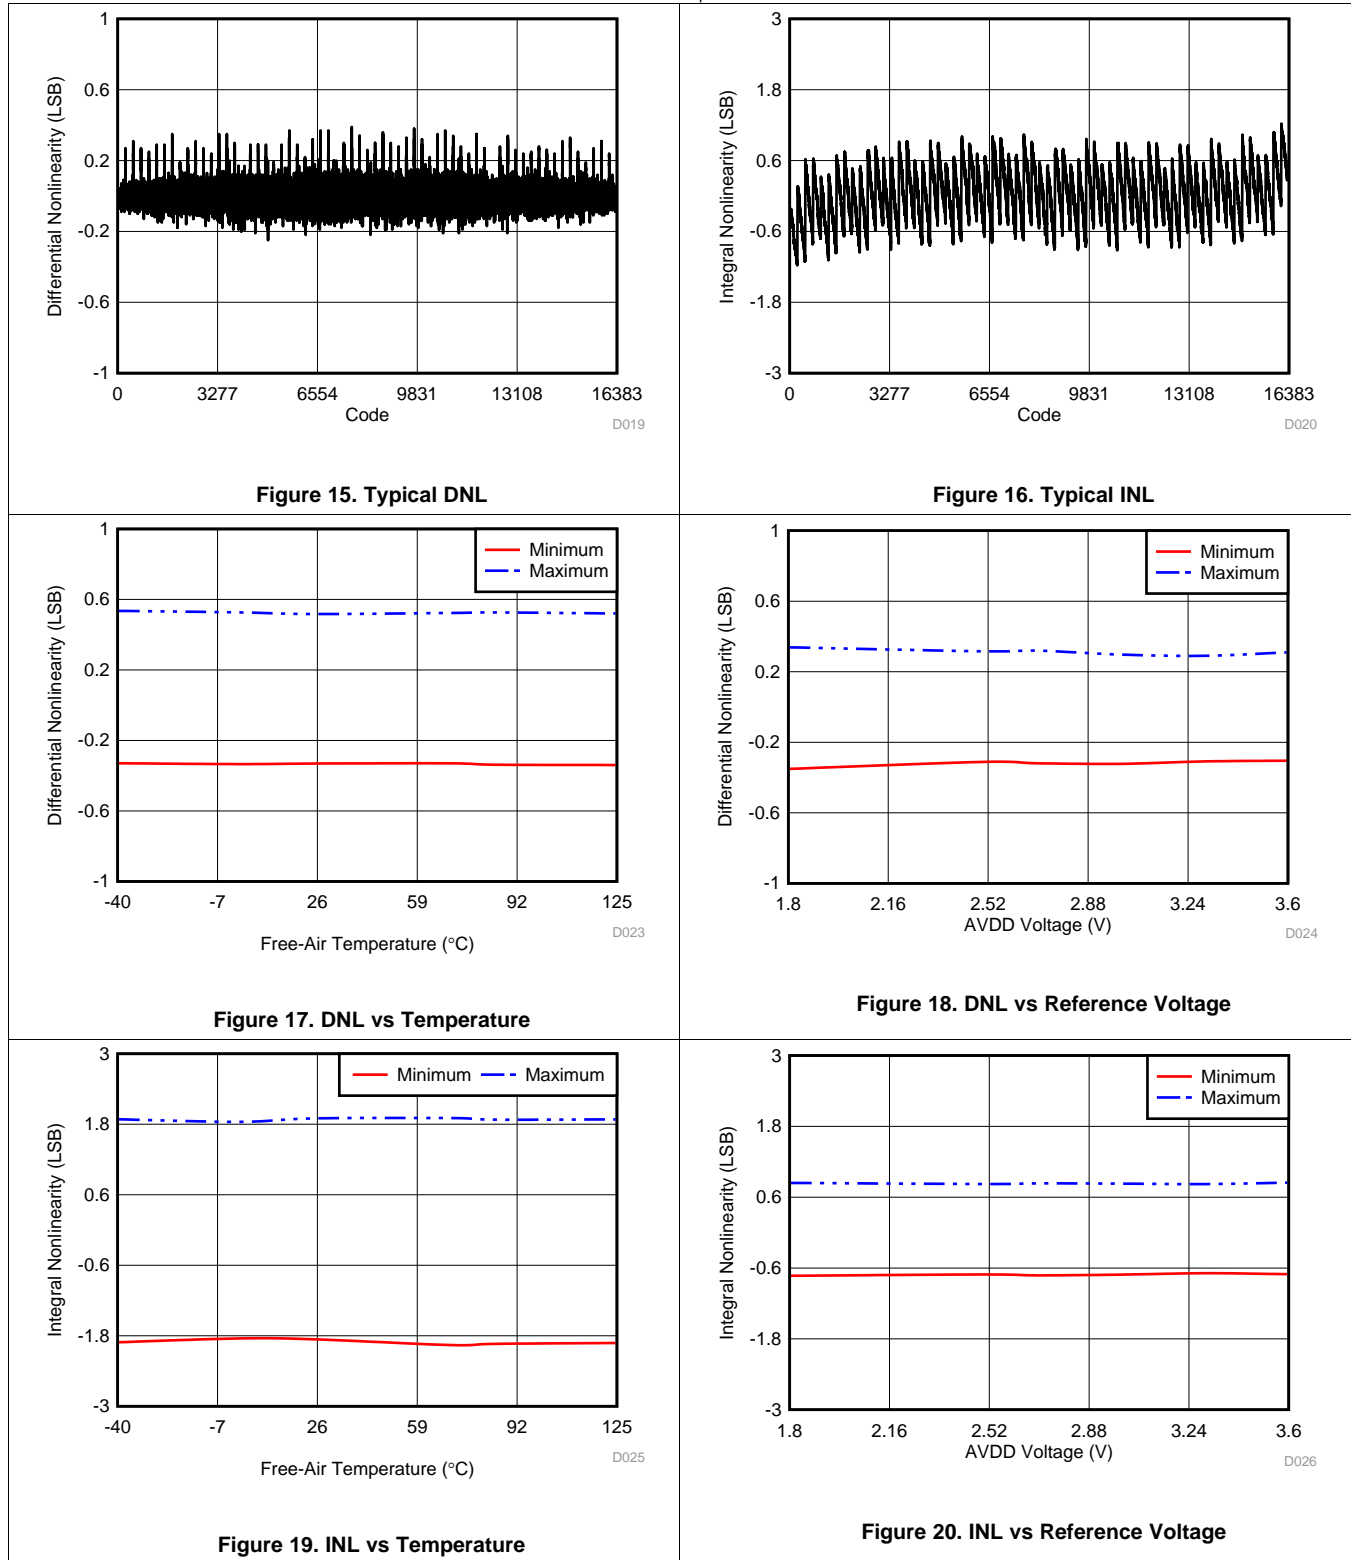 1
0.6
0.2
-0.2
-0.6
-1
Differential Nonlinearity (LSB)
0 3277 6554 9831 13108 16383
Code
D019
Figure 15. Typical DNL
3
1.8
0.6
-0.6
-1.8
-3
Integral Nonlinearity (LSB)
0 3277 6554 9831 13108 16383
Code
D020
Figure 16. Typical INL
1
0.6
0.2
-0.2
-0.6
-1
Differential Nonlinearity (LSB)
Minimum
Maximum
-40 -7 26 59 92 125
Free-Air Temperature (°C)
D023
Figure 17. DNL vs Temperature
1
0.6
0.2
-0.2
-0.6
-1
Differential Nonlinearity (LSB)
Minimum
Maximum
1.8 2.16 2.52 2.88 3.24 3.6
AVDD Voltage (V)
D024
Figure 18. DNL vs Reference Voltage
3
1.8
0.6
-0.6
-1.8
-3
Integral Nonlinearity (LSB)
Minimum Maximum
-40 -7 26 59 92 125
Free-Air Temperature (°C)
D025
Figure 19. INL vs Temperature
3
1.8
0.6
-0.6
-1.8
-3
Integral Nonlinearity (LSB)
Minimum
Maximum
1.8 2.16 2.52 2.88 3.24 3.6
AVDD Voltage (V)
D026
Figure 20. INL vs Reference Voltage